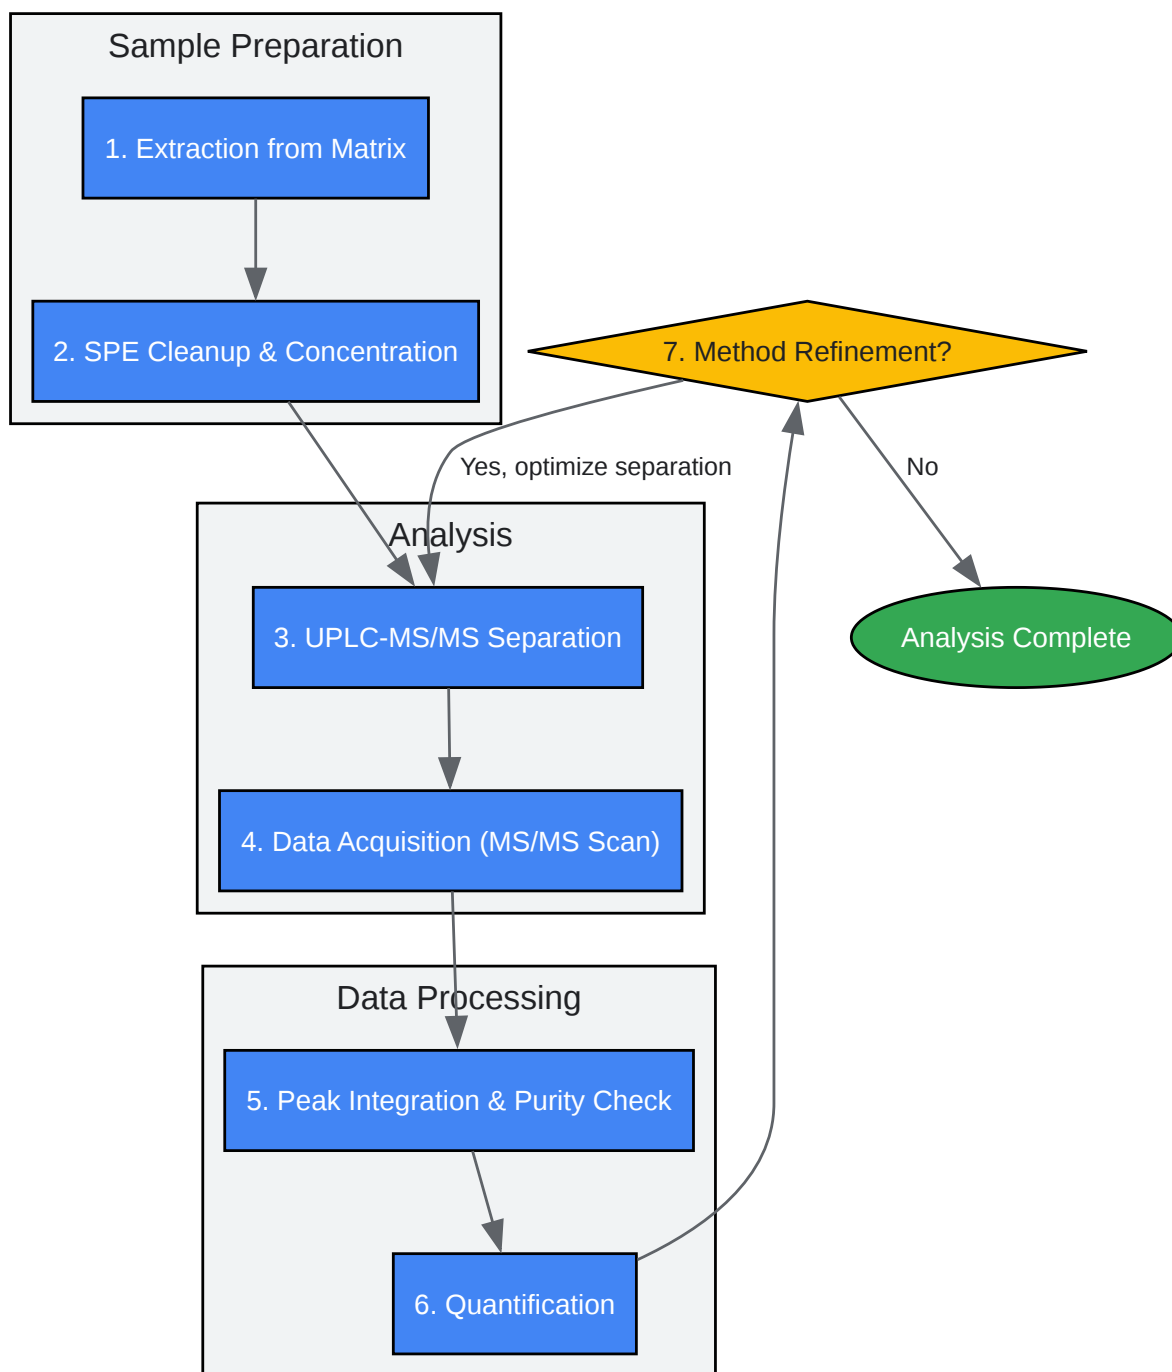 Sample Preparation
1. Extraction from Matrix
2. SPE Cleanup & Concentration
7. Method Refinement?
Yes, optimize separation
No
Analysis
3. UPLC-MS/MS Separation
Analysis Complete
4. Data Acquisition (MS/MS Scan)
Data Processing
5. Peak Integration & Purity Check
6. Quantification